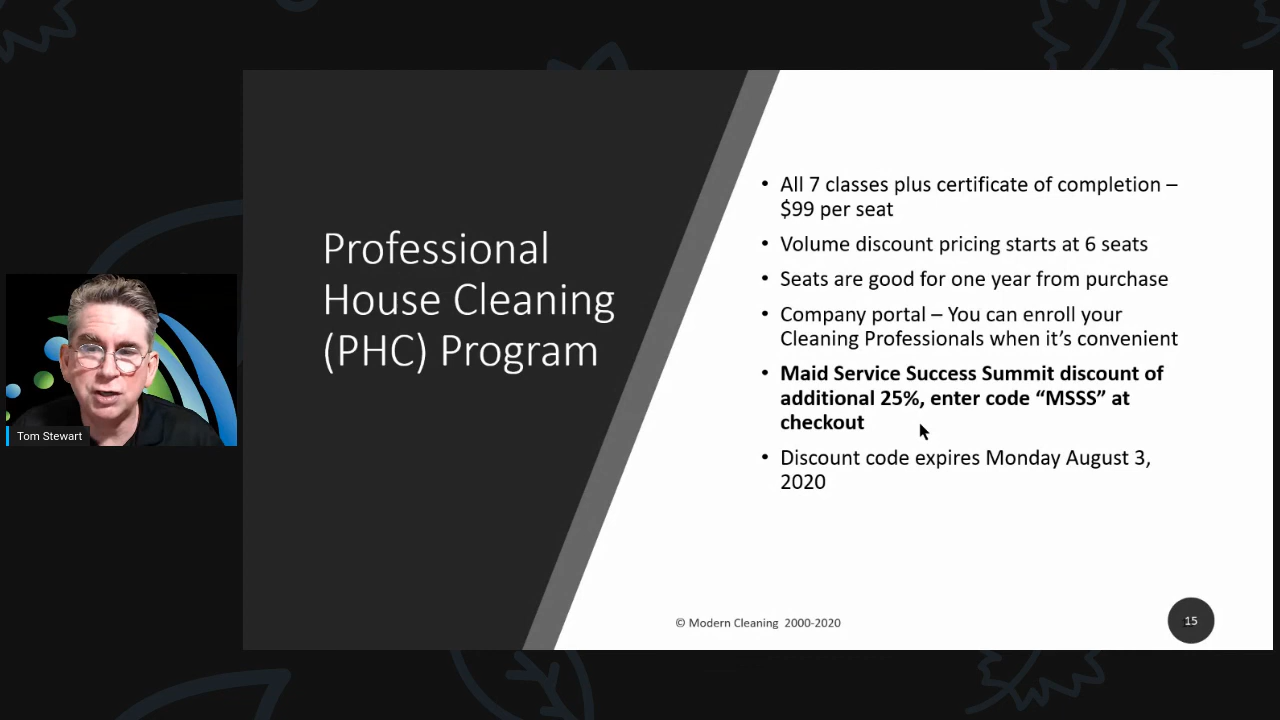 Professional
House Cleaning
(PHC) Program
• All 7 classes plus certificate of completion –
$99 per seat
• Volume discount pricing starts at 6 seats
• Seats are good for one year from purchase
• Company portal – You can enroll your
Cleaning Professionals when it’s convenient
• Maid Service Success Summit discount of
additional 25%, enter code “MSSS” at
checkout
• Discount code expires Monday August 3,
2020
Tom Stewart
© Modern Cleaning 2000-2020
15